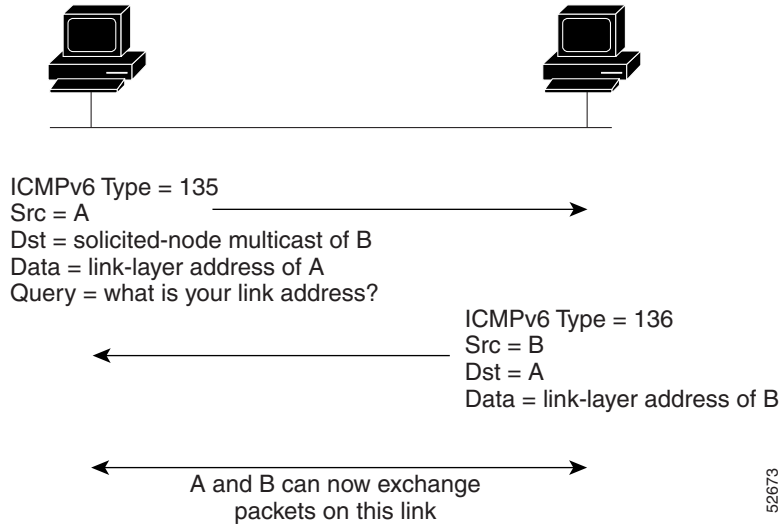 ICMPv6 Type = 135
Src = A
Dst = solicited-node multicast of B
Data = link-layer address of A
Query = what is your link address?
ICMPv6 Type = 136
Src = B
Dst = A
Data = link-layer address of B
A and B can now exchange
packets on this link
52673